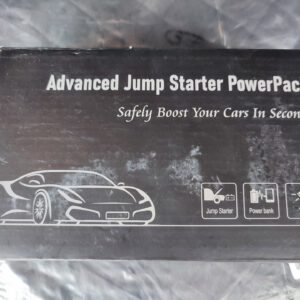 Advanced Jump Starter PowerPac
Safely Boost Your Cars In Secon
Jump Starter Power bank